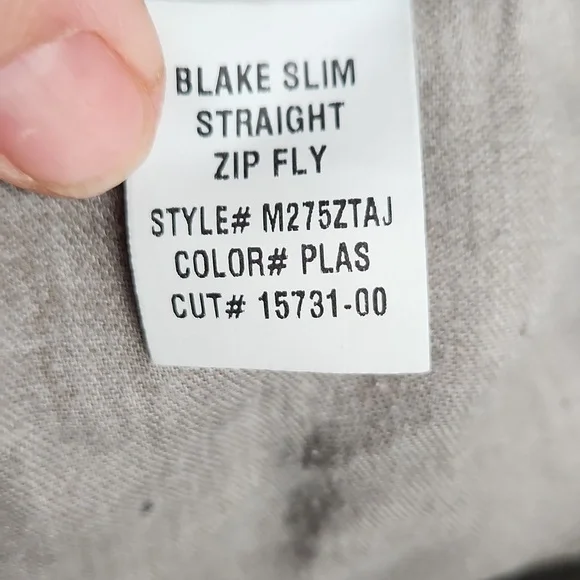 BLAKE SLIM
STRAIGHT
ZIP FLY
STYLE# M275ZTAJ
COLOR# PLAS
CUT# 15731-00